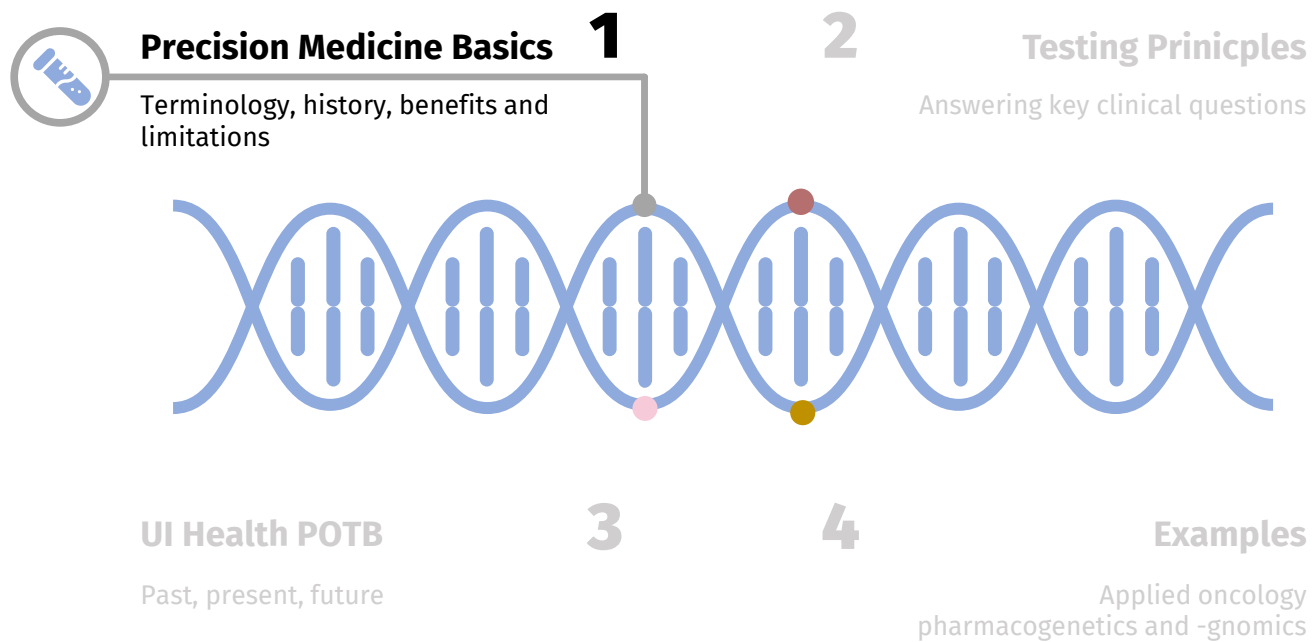 Precision Medicine Basics 1
Terminology, history, benefits and
limitations
2 Testing Prinicples
Answering key clinical questions
UI Health POTB 3
Past, present, future
4 Examples
Applied oncology
pharmacogenetics and -gnomics